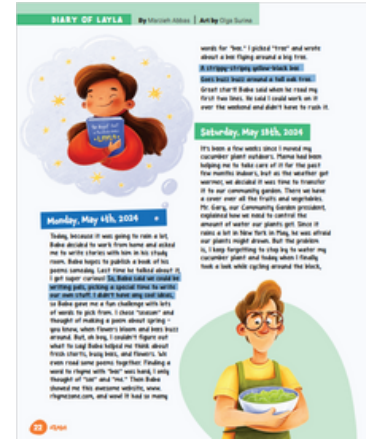 DIARY OF LAYLA By Marzieh Abbas | Art by Olga Surina
Monday, May 6th, 2024
Today, because it was going to rain a lot,
Baba decided to work from home and asked
me to write stories with him in his study
room. Baba hopes to publish a book of his
poems someday. Last time he talked about it,
I got super curious! So, Baba said we could be
writing pals, picking a special time to write
our own stuff. I didn't have any cool ideas,
so Baba gave me a fun challenge with lots
of words to pick from. I chose "season" and
thought of making a poem about spring –
you know, when flowers bloom and bees buzz
around. But, oh boy, I couldn't figure out
what to say! Baba helped me think about
fresh starts, busy bees, and flowers. We
even read some poems together. Finding a
word to rhyme with "bee" was hard, I only
thought of "see" and "me." Then Baba
showed me this awesome website, www.
rhymezone.com, and wow! It had so many
22
words for "bee." I picked "tree" and wrote
about a bee flying around a big tree.
A strippy-stripey yellow-black bee
Goes buzz buzz around a tall oak tree.
Great start! Baba said when he read my
first two lines. He said I could work on it
over the weekend and didn't have to rush it.
Saturday, May 18th, 2024
It's been a few weeks since I moved my
cucumber plant outdoors. Mama had been
helping me to take care of it for the past
few months indoors, but as the weather got
warmer, we decided it was time to transfer
it to our community garden. There we have
a cover over all the fruits and vegetables.
Mr. Gary, our Community Garden president,
explained how we need to control the
amount of water our plants get. Since it
rains a lot in New York in May, he was afraid
our plants might drown. But the problem
is, I keep forgetting to stop by to water my
cucumber plant and today when I finally
took a look while cycling around the block,